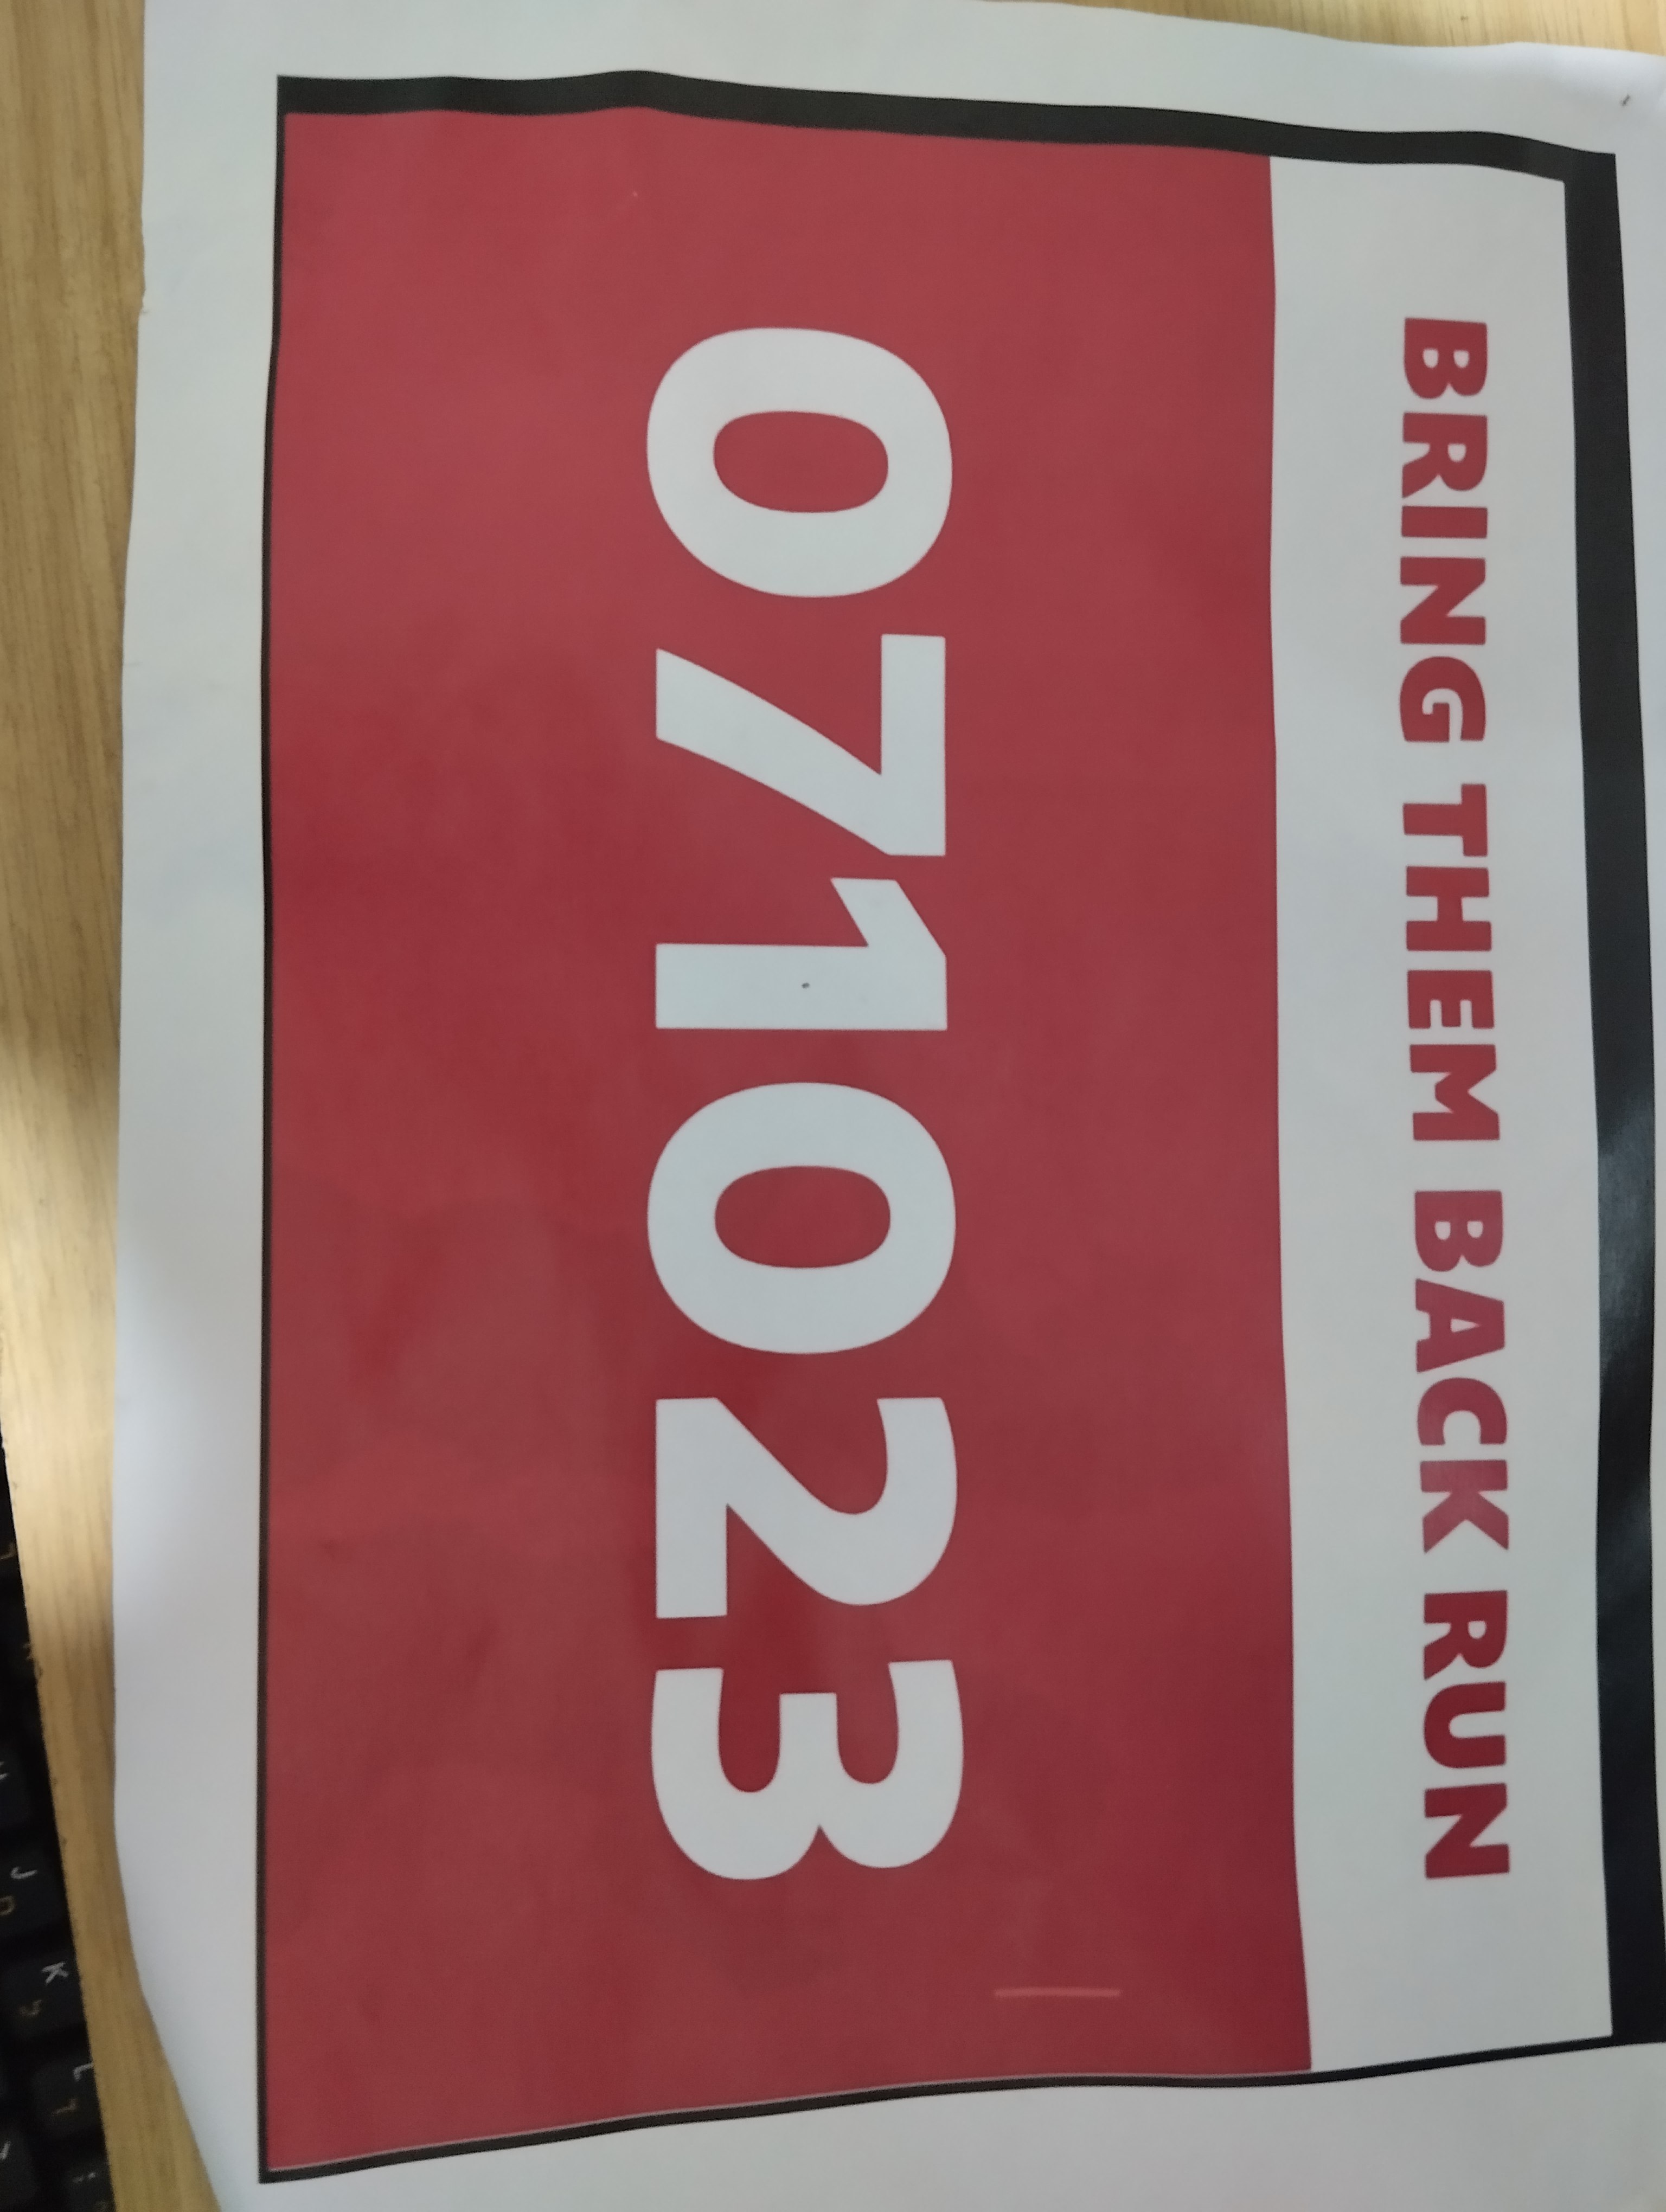 BRING THEM BACK RUN
071023
J
K